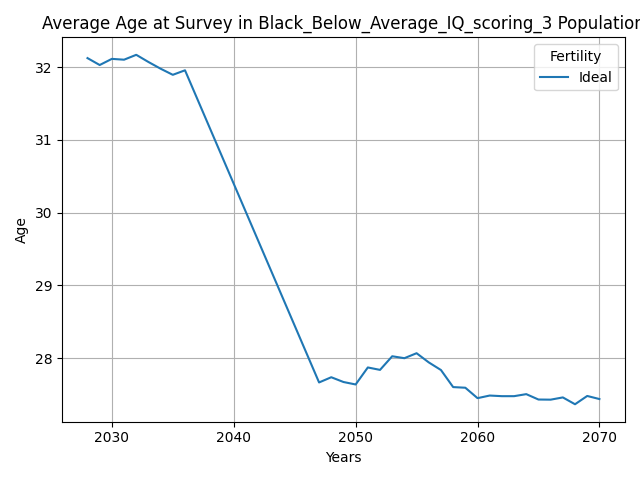 Average Age at Survey in Black_Below_Average_IQ_scoring_3 Population
Fertility
Ideal
32
31
30
29
28
Age
2030 2040 2050 2060 2070
Years